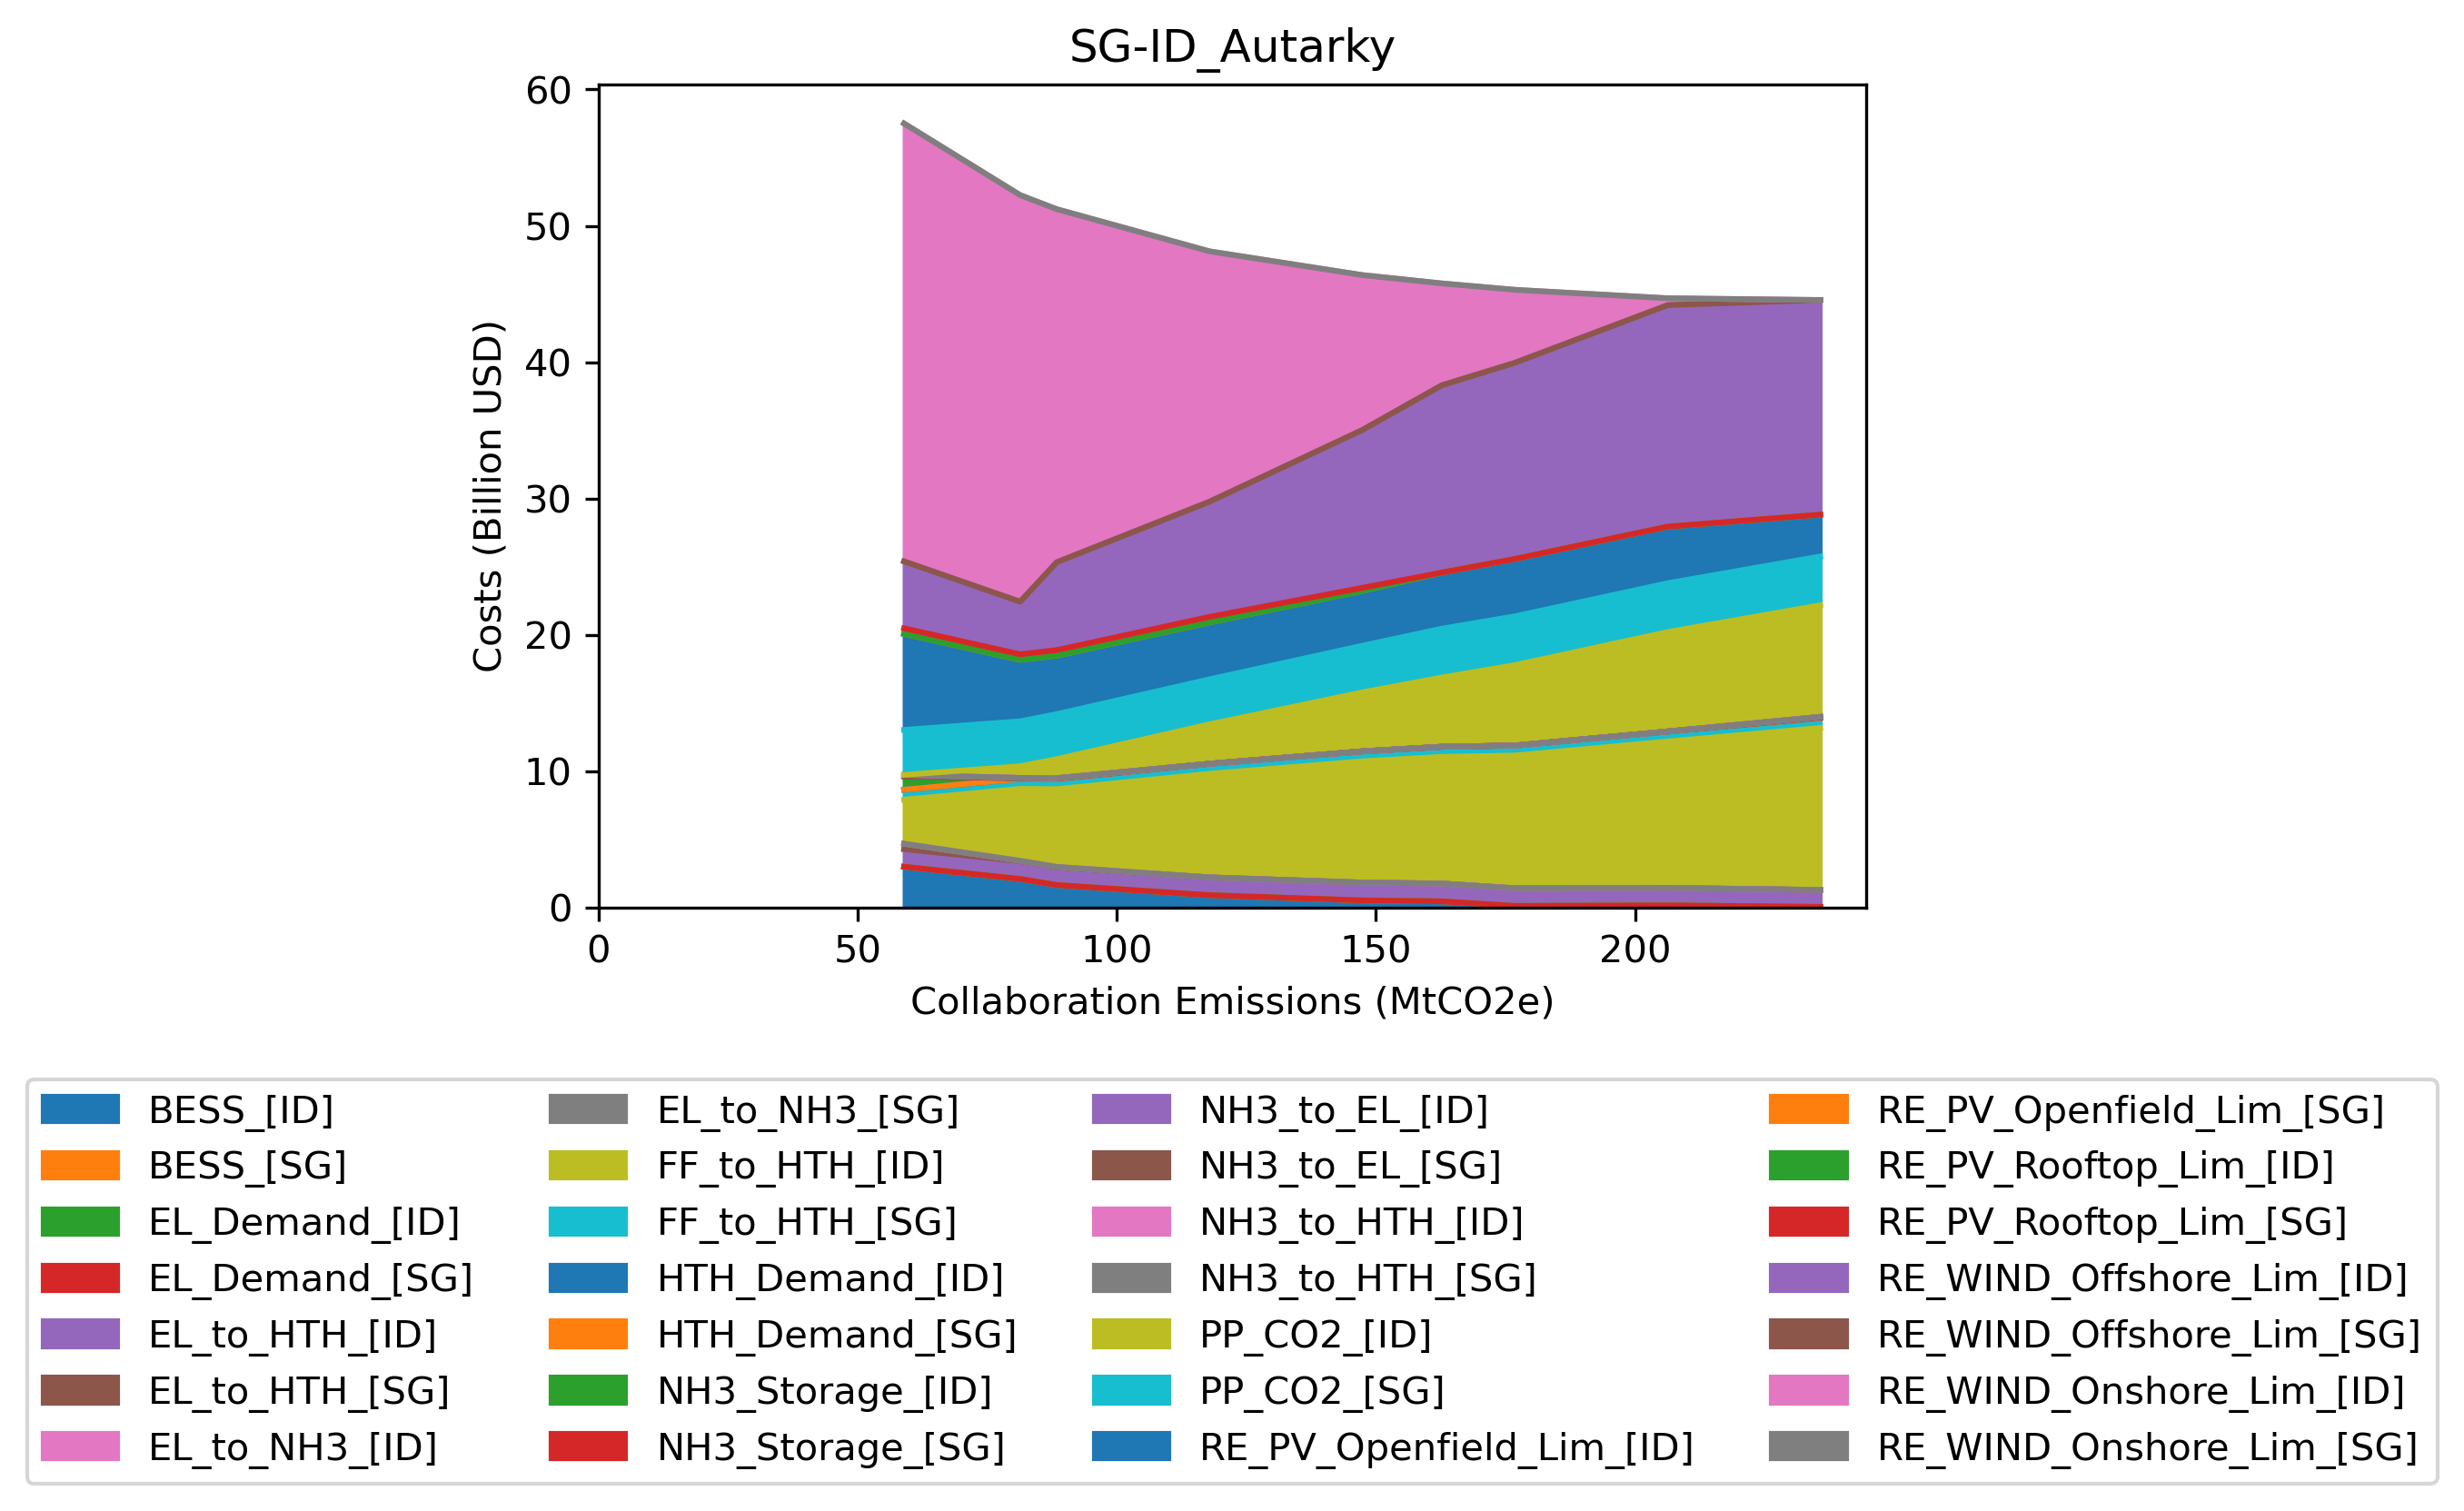 SG-ID_Autarky
60
50
40
30
20
10
0
Costs (Billion USD)
0 50 100 150 200
Collaboration Emissions (MtCO2e)
BESS_[ID]
BESS_[SG]
EL_Demand_[ID]
EL_Demand_[SG]
EL_to_HTH_[ID]
EL_to_HTH_[SG]
EL_to_NH3_[ID]
EL_to_NH3_[SG]
FF_to_HTH_[ID]
FF_to_HTH_[SG]
HTH_Demand_[ID]
HTH_Demand_[SG]
NH3_Storage_[ID]
NH3_Storage_[SG]
NH3_to_EL_[ID]
NH3_to_EL_[SG]
NH3_to_HTH_[ID]
NH3_to_HTH_[SG]
PP_CO2_[ID]
PP_CO2_[SG]
RE_PV_Openfield_Lim_[ID]
RE_PV_Openfield_Lim_[SG]
RE_PV_Rooftop_Lim_[ID]
RE_PV_Rooftop_Lim_[SG]
RE_WIND_Offshore_Lim_[ID]
RE_WIND_Offshore_Lim_[SG]
RE_WIND_Onshore_Lim_[ID]
RE_WIND_Onshore_Lim_[SG]